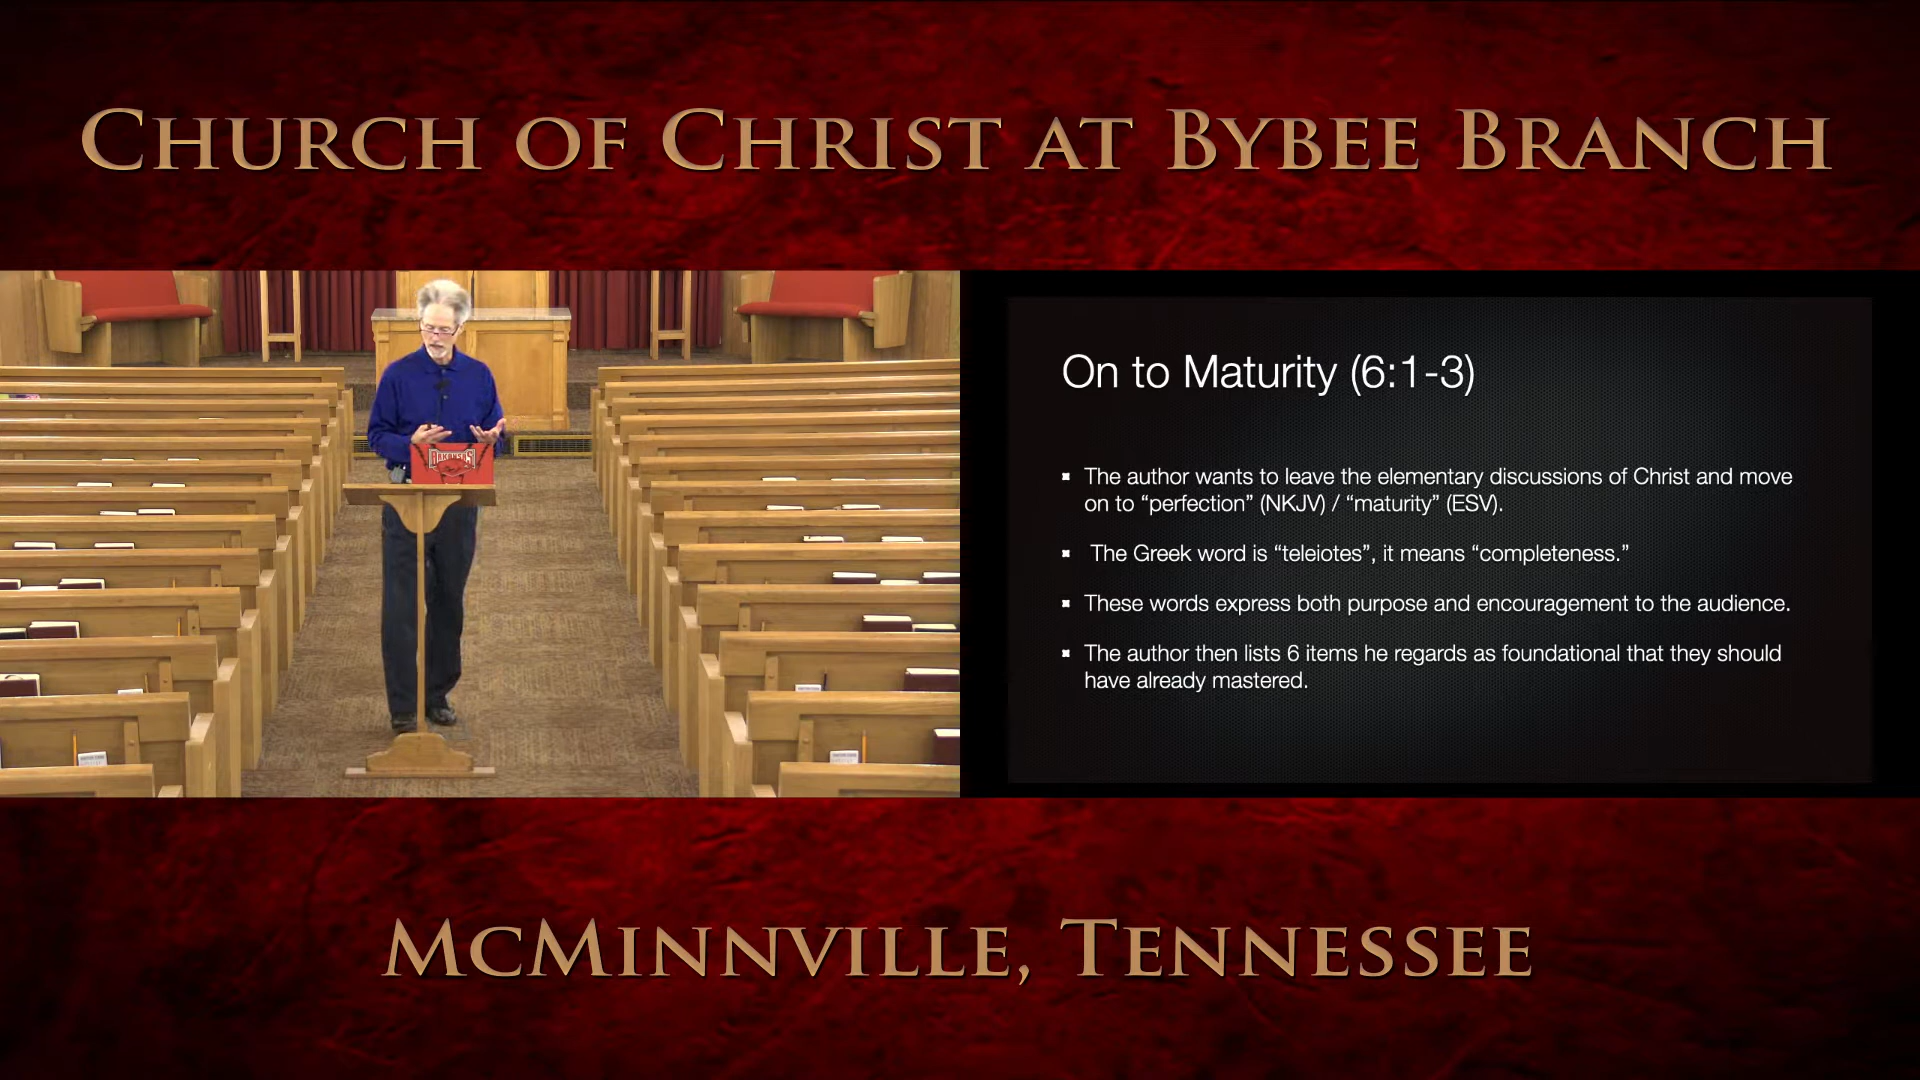 CHURCH OF CHRIST AT BYBEE BRANCH
ARKANSAS
On to Maturity (6:1-3)
The author wants to leave the elementary discussions of Christ and move
on to “perfection” (NKJV) / “maturity” (ESV).
The Greek word is “teleiotes”, it means “completeness.”
These words express both purpose and encouragement to the audience.
The author then lists 6 items he regards as foundational that they should
have already mastered.
MCMINNVILLE, TENNESSEE